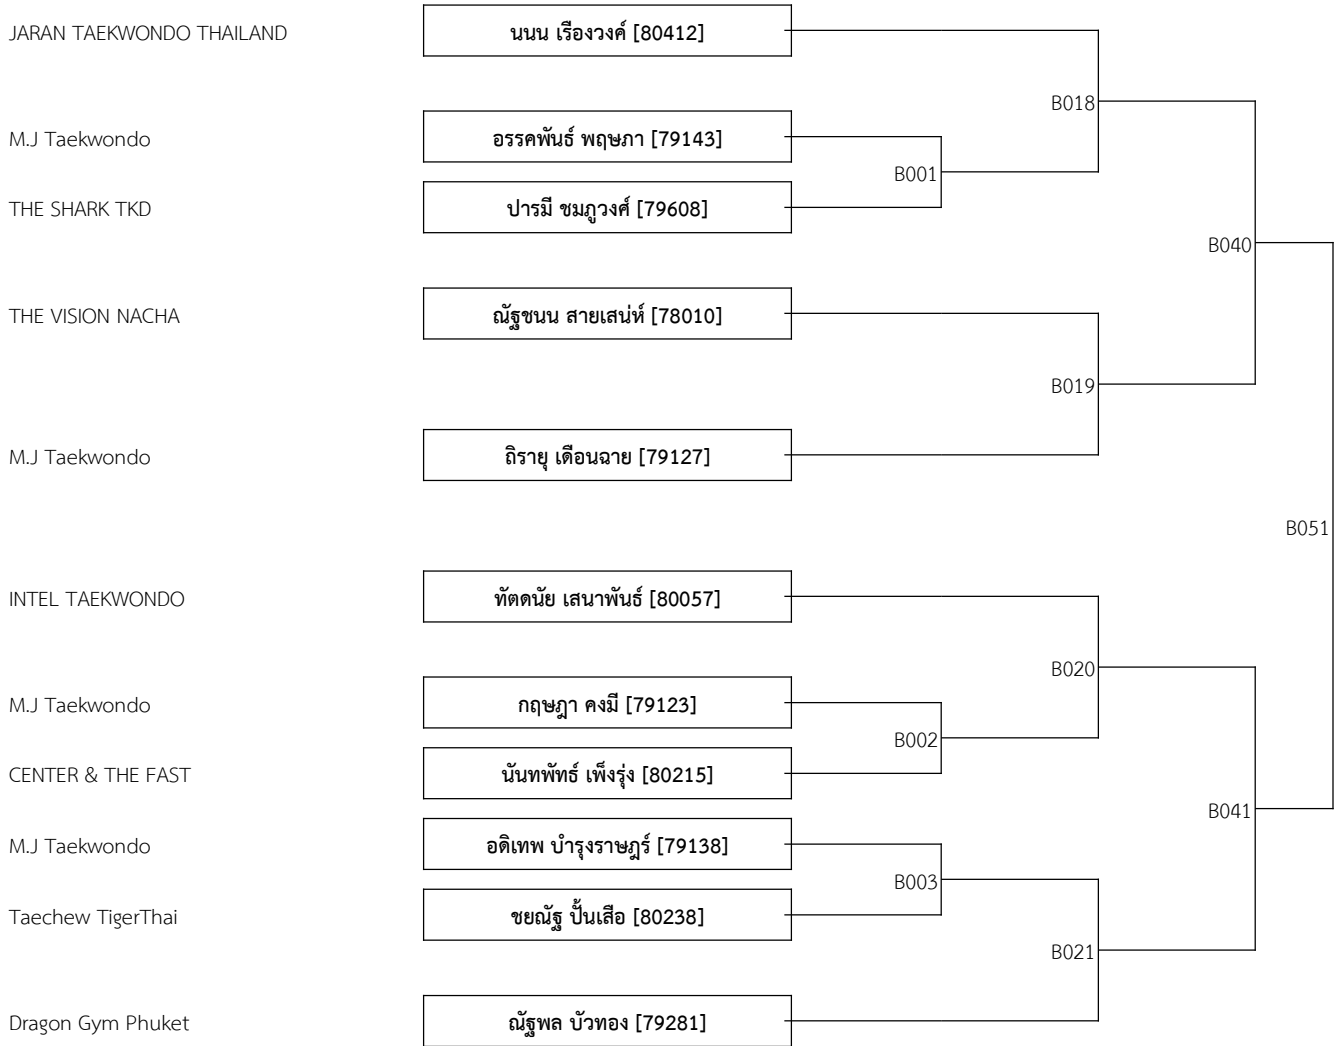 JARAN TAEKWONDO THAILAND
นนน เรืองวงค์ [80412]
B018
M.J Taekwondo
อรรคพันธ์ พฤษภา [79143]
B001
THE SHARK TKD
ปารมี ชมภูวงศ์ [79608]
B040
THE VISION NACHA
ณัฐชนน สายเสน่ห์ [78010]
B019
M.J Taekwondo
ถิรายุ เดือนฉาย [79127]
B051
INTEL TAEKWONDO
ทัตดนัย เสนาพันธ์ [80057]
B020
M.J Taekwondo
กฤษฎา คงมี [79123]
B002
CENTER & THE FAST
นันทพัทธ์ เพ็งรุ่ง [80215]
B041
M.J Taekwondo
อดิเทพ บำรุงราษฎร์ [79138]
B003
Taechew TigerThai
ชยณัฐ ปั้นเสือ [80238]
B021
Dragon Gym Phuket
ณัฐพล บัวทอง [79281]